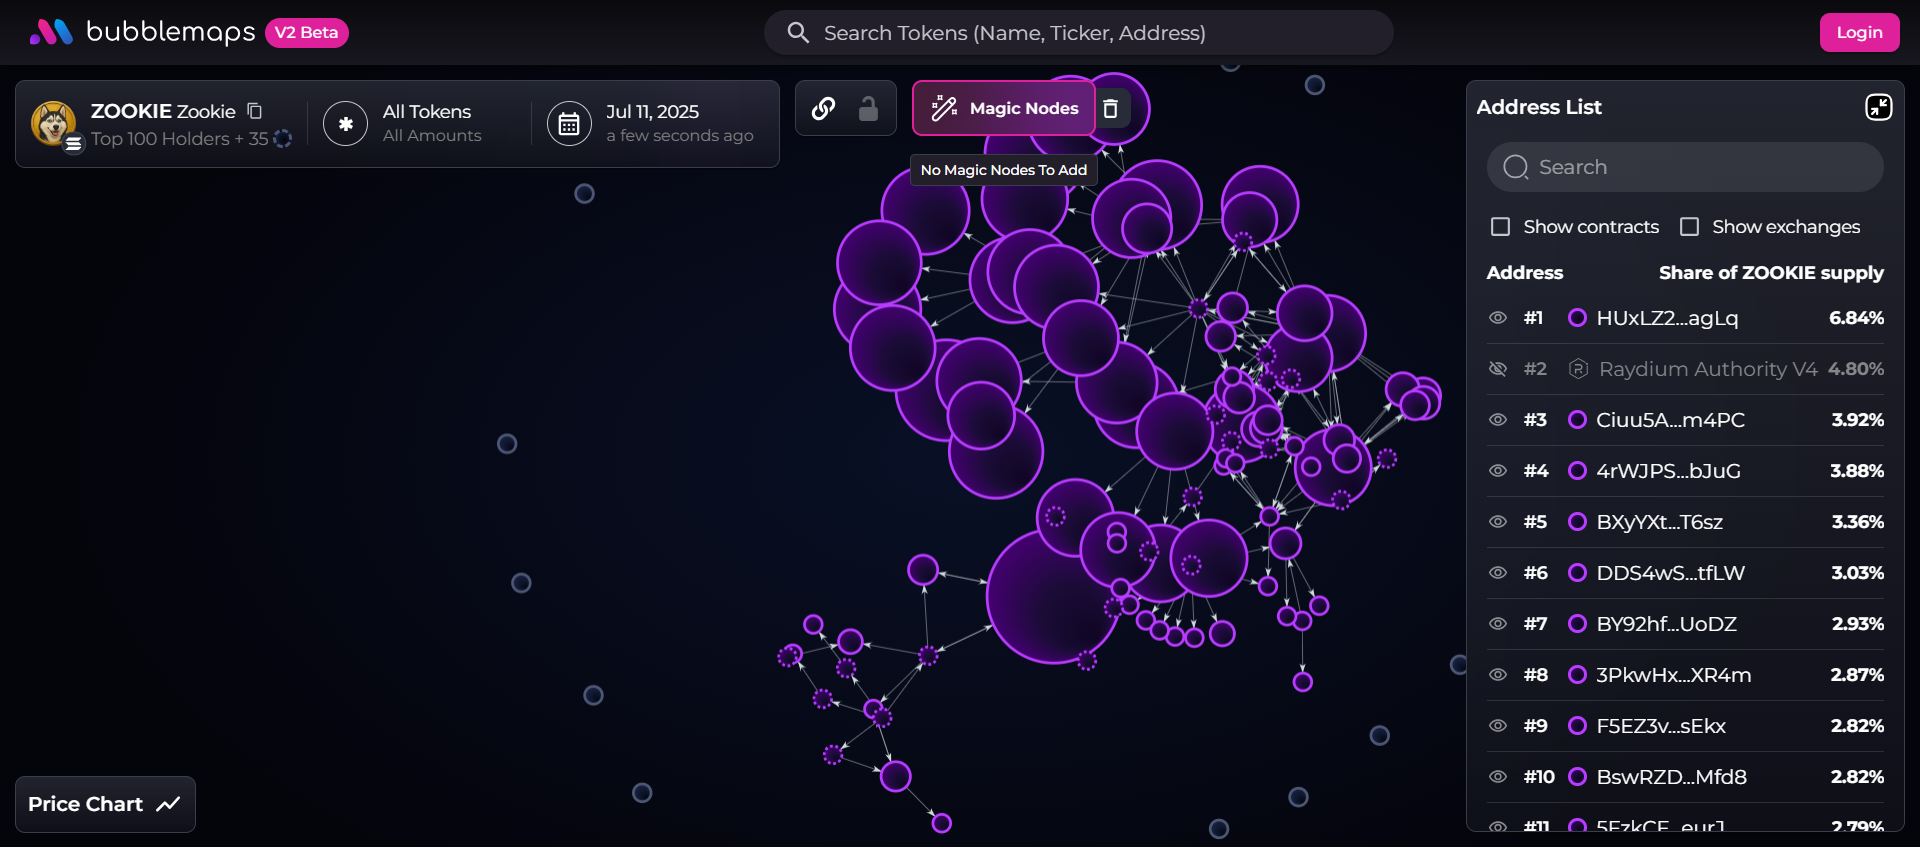 bubblemaps V2 Beta
Search Tokens (Name, Ticker, Address)
Login
ZOOKIE Zookie
Top 100 Holders + 35
All Tokens
All Amounts
Jul 11, 2025
a few seconds ago
Magic Nodes
No Magic Nodes To Add
Address List
Search
Show contracts Show exchanges
Address Share of ZOOKIE supply
#1 HUxLZ2...agLq 6.84%
#2 Raydium Authority V4 4.80%
#3 Ciuu5A...m4PC 3.92%
#4 4rWJPS...bJuG 3.88%
#5 BXyYXt...T6sz 3.36%
#6 DDS4wS...tfLW 3.03%
#7 BY92hf...UoDZ 2.93%
#8 3PkwHx...XR4m 2.87%
#9 F5EZ3v...sEkx 2.82%
#10 BswRZD...Mfd8 2.82%
#11 2.79%
Price Chart